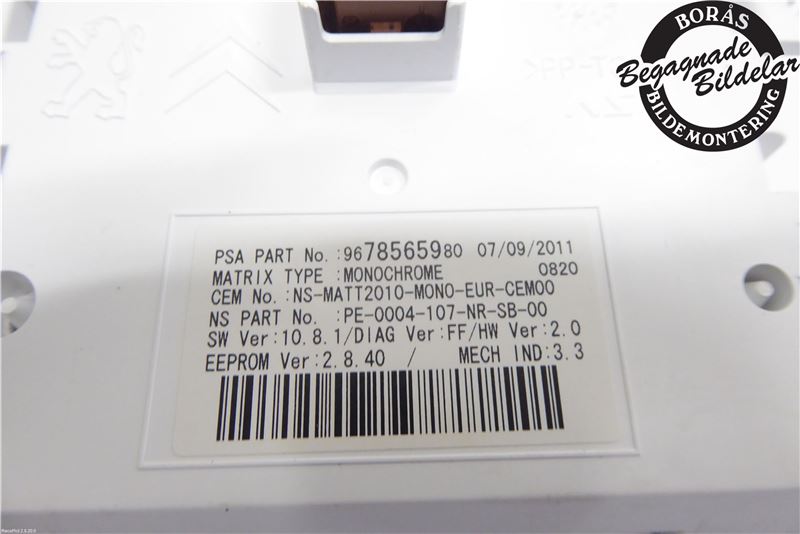 BORÅS
Begagnade
Bildelar
BILDEMONTERING
PSA PART No. :9678565980 07/09/2011
MATRIX TYPE :MONOCHROME 0820
CEM No. :NS-MATT2010-MONO-EUR-CEM00
NS PART No. :PE-0004-107-NR-SB-00
SW Ver:10.8.1/DIAG Ver:FF/HW Ver:2.0
EEPROM Ver:2.8.40 / MECH IND:3.3